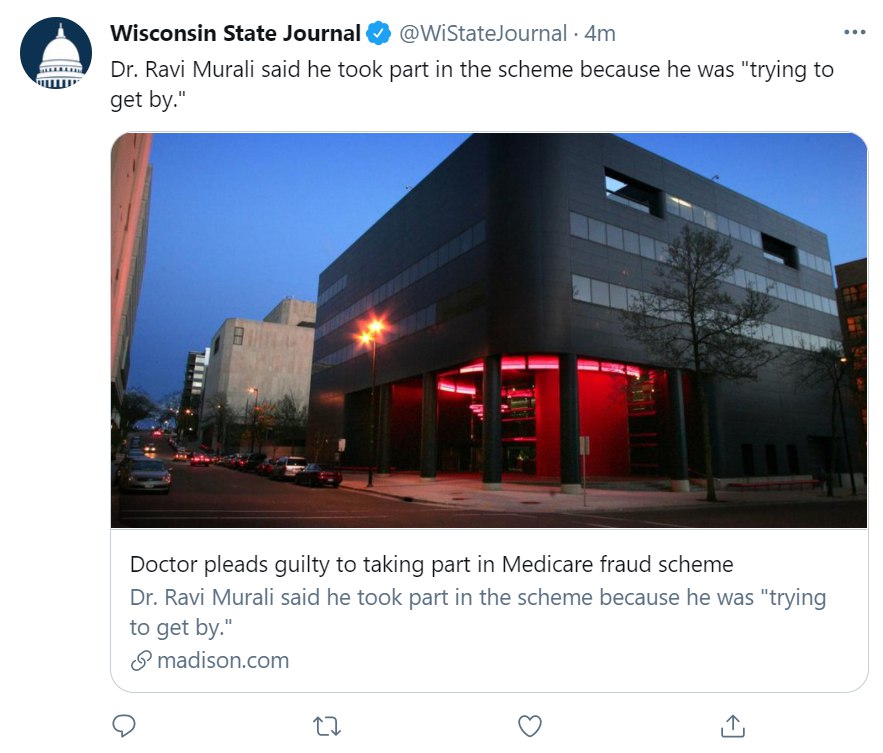 Wisconsin State Journal @WiStateJournal · 4m
Dr. Ravi Murali said he took part in the scheme because he was "trying to
get by."
Doctor pleads guilty to taking part in Medicare fraud scheme
Dr. Ravi Murali said he took part in the scheme because he was "trying
to get by."
madison.com